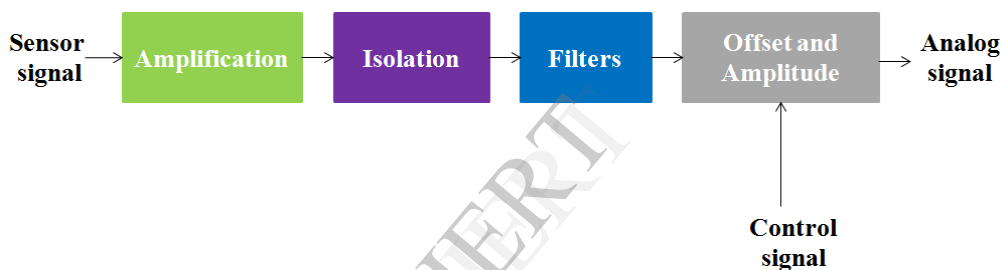 Sensor
signal
Amplification
Isolation
Filters
Offset and
Amplitude
Analog
signal
Control
signal